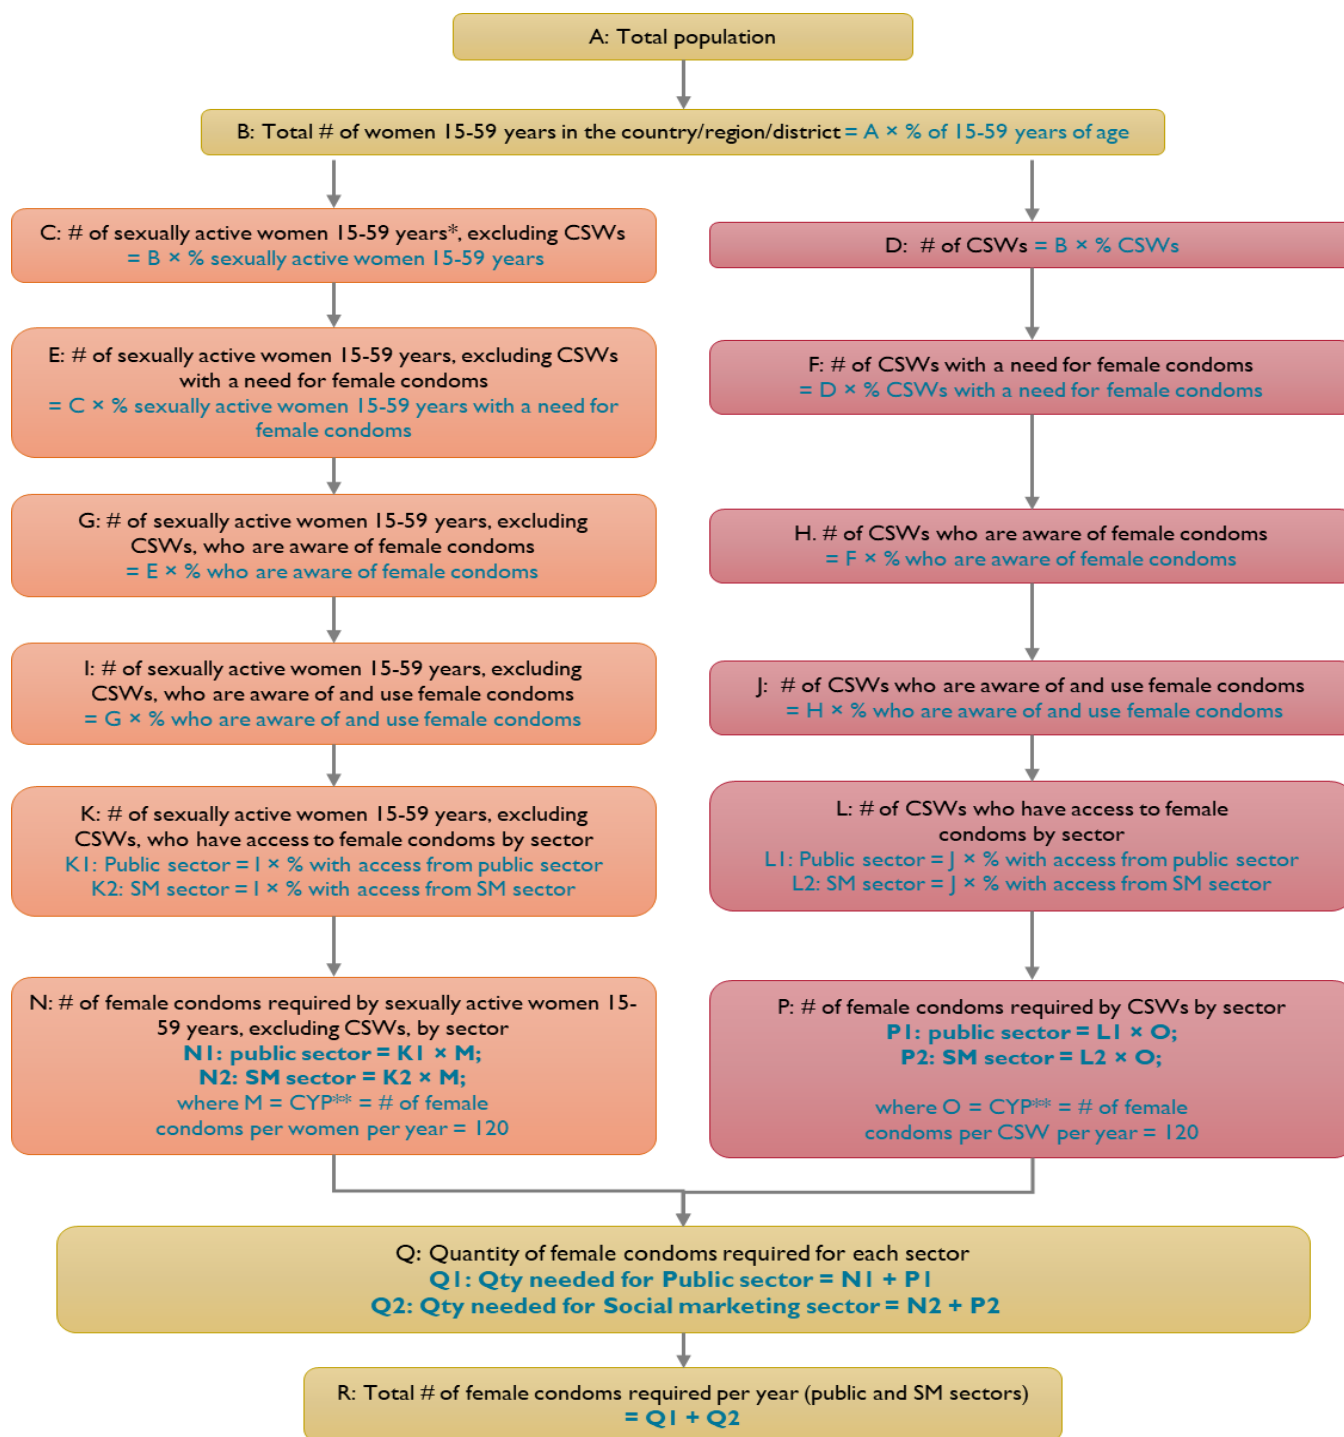 A: Total population
B: Total # of women 15-59 years in the country/region/district = A × % of 15-59 years of age
C: # of sexually active women 15-59 years*, excluding CSWs
= B × % sexually active women 15-59 years
D: # of CSWs = B × % CSWs
E: # of sexually active women 15-59 years, excluding CSWs
with a need for female condoms
= C × % sexually active women 15-59 years with a need for
female condoms
F: # of CSWs with a need for female condoms
= D × % CSWs with a need for female condoms
G: # of sexually active women 15-59 years, excluding
CSWs, who are aware of female condoms
= E × % who are aware of female condoms
H. # of CSWs who are aware of female condoms
= F × % who are aware of female condoms
I: # of sexually active women 15-59 years, excluding
CSWs, who are aware of and use female condoms
= G × % who are aware of and use female condoms
J: # of CSWs who are aware of and use female condoms
= H × % who are aware of and use female condoms
K: # of sexually active women 15-59 years, excluding
CSWs, who have access to female condoms by sector
K1: Public sector = I × % with access from public sector
K2: SM sector = I × % with access from SM sector
L: # of CSWs who have access to female
condoms by sector
L1: Public sector = J × % with access from public sector
L2: SM sector = J × % with access from SM sector
N: # of female condoms required by sexually active women 15-
59 years, excluding CSWs, by sector
N1: public sector = K1 × M;
N2: SM sector = K2 × M;
where M = CYP** = # of female
condoms per women per year = 120
P: # of female condoms required by CSWs by sector
P1: public sector = L1 × O;
P2: SM sector = L2 × O;
where O = CYP** = # of female
condoms per CSW per year = 120
Q: Quantity of female condoms required for each sector
Q1: Qty needed for Public sector = N1 + P1
Q2: Qty needed for Social marketing sector = N2 + P2
R: Total # of female condoms required per year (public and SM sectors)
= Q1 + Q2